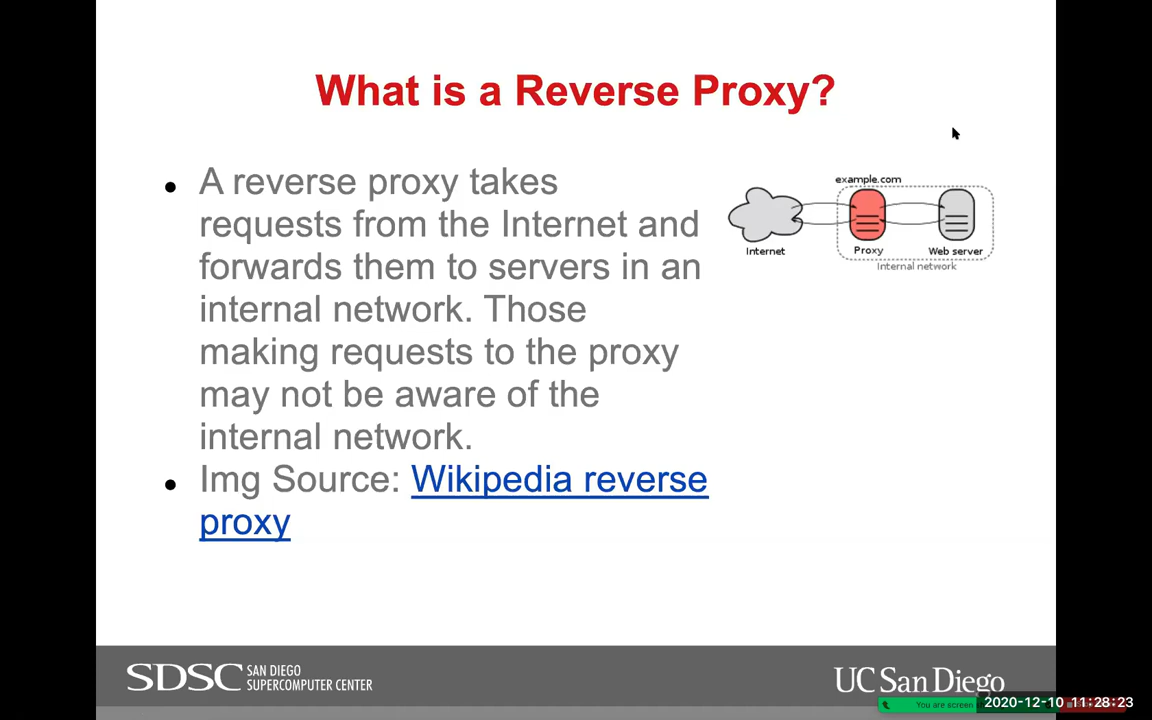 What is a Reverse Proxy?
A reverse proxy takes
requests from the Internet and
forwards them to servers in an
internal network. Those
making requests to the proxy
may not be aware of the
internal network.
Img Source: Wikipedia reverse
proxy
example.com
Internet
Proxy
Web server
Internal network
SDSC
SAN DIEGO
SUPERCOMPUTER CENTER
UC San Diego
You are screen
2020-12-10 11:28:23